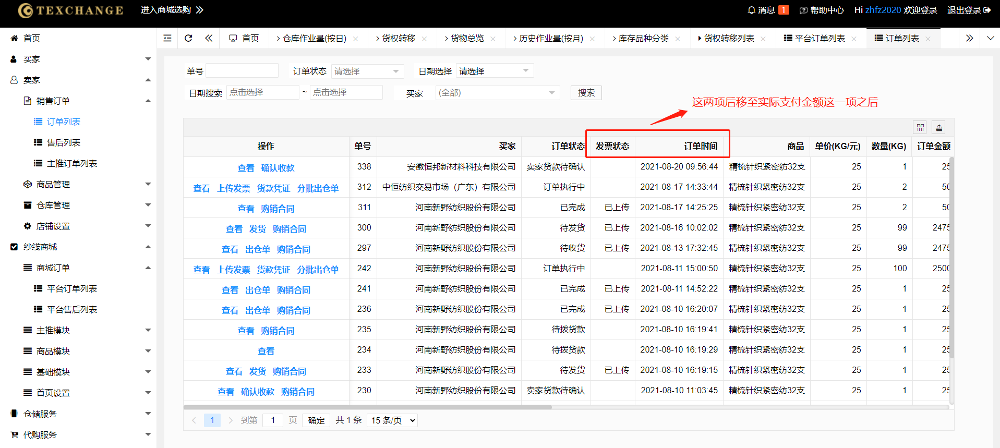 TEXCHANGE
进入商城选购
消息 1
帮助中心
Hi zhfz2020 欢迎登录
退出登录
首页
买家
卖家
销售订单
订单列表
售后列表
主推订单列表
商品管理
仓库管理
店铺设置
纱线商城
商城订单
平台订单列表
平台售后列表
主推模块
商品模块
基础模块
首页设置
仓储服务
代购服务
首页 仓库作业量(按日) 货权转移 货物总览 历史作业量(按月) 库存品种分类 货权转移列表 平台订单列表 订单列表
单号 订单状态 请选择 日期选择 请选择
日期搜索 点击选择 ~ 点击选择 买家 (全部) 搜索
这两项后移至实际支付金额这一项之后
操作 单号 买家 订单状态 发票状态 订单时间 商品 单价(KG/元) 数量(KG) 订单金额
查看 确认收款 338 安徽恒邦新材料科技有限公司 卖家货款待确认 2021-08-20 09:56:44 精梳针织紧密纺32支 25 1 25
查看 上传发票 货款凭证 分批出仓单 312 中恒纺织交易市场（广东）有限公司 订单执行中 2021-08-17 14:33:44 精梳针织紧密纺32支 25 2 50
查看 购销合同 311 河南新野纺织股份有限公司 已完成 已上传 2021-08-17 14:25:25 精梳针织紧密纺32支 25 2 50
查看 发货 购销合同 300 河南新野纺织股份有限公司 待发货 已上传 2021-08-16 10:02:02 精梳针织紧密纺32支 25 99 2475
查看 出仓单 购销合同 297 河南新野纺织股份有限公司 待收货 已上传 2021-08-13 17:32:45 精梳针织紧密纺32支 25 99 2475
查看 上传发票 货款凭证 分批出仓单 242 河南新野纺织股份有限公司 订单执行中 2021-08-11 15:00:50 精梳针织紧密纺32支 25 100 2500
查看 出仓单 购销合同 241 河南新野纺织股份有限公司 已完成 已上传 2021-08-11 14:52:22 精梳针织紧密纺32支 25 1 25
查看 出仓单 购销合同 236 河南新野纺织股份有限公司 已完成 已上传 2021-08-10 16:20:07 精梳针织紧密纺32支 25 1 25
查看 购销合同 235 河南新野纺织股份有限公司 待拨货款 2021-08-10 16:19:41 精梳针织紧密纺32支 25 1 25
查看 234 河南新野纺织股份有限公司 待拨货款 2021-08-10 16:19:29 精梳针织紧密纺32支 25 1 25
查看 发货 购销合同 233 河南新野纺织股份有限公司 待发货 已上传 2021-08-10 16:19:15 精梳针织紧密纺32支 25 1 25
查看 确认收款 购销合同 230 河南新野纺织股份有限公司 卖家货款待确认 2021-08-10 11:03:45 精梳针织紧密纺32支 25 1 25
1 到第 1 页 确定 共 1 条 15 条/页